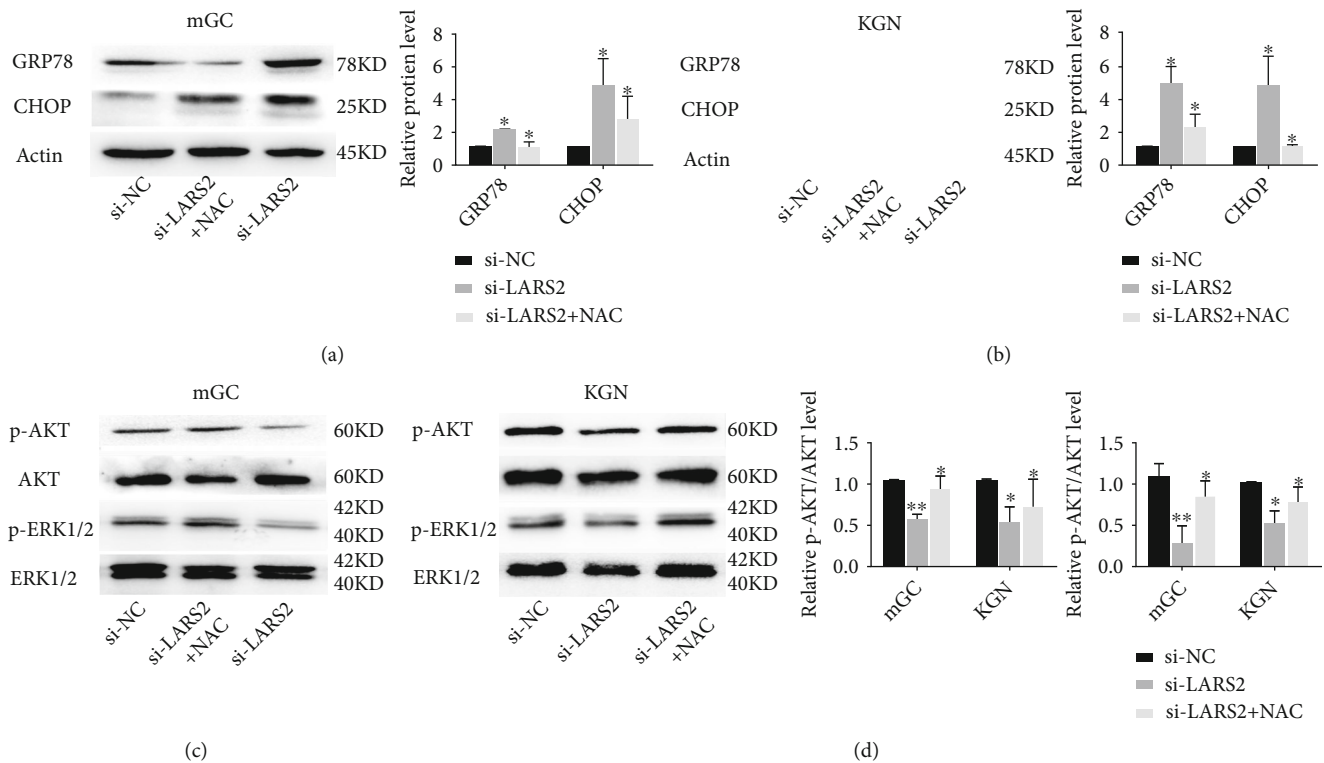 mGC
GRP78
78KD
CHOP
25KD
Actin
45KD
si-NC
si-LARS2
+NAC
si-LARS2
Relative protien level
8
6
4
2
0
*
*
*
*
GRP78
CHOP
si-NC
si-LARS2
si-LARS2+NAC
(a)
KGN
GRP78
78KD
CHOP
25KD
Actin
45KD
si-NC
si-LARS2
+NAC
si-LARS2
Relative protien level
8
6
4
2
0
*
*
*
*
GRP78
CHOP
si-NC
si-LARS2
si-LARS2+NAC
(b)
mGC
p-AKT
60KD
AKT
60KD
p-ERK1/2
42KD
40KD
ERK1/2
42KD
40KD
si-NC
si-LARS2
+NAC
si-LARS2
KGN
p-AKT
60KD
AKT
60KD
p-ERK1/2
42KD
40KD
ERK1/2
42KD
40KD
si-NC
si-LARS2
si-LARS2
+NAC
(c)
Relative p-AKT/AKT level
1.5
1.0
0.5
0.0
**
*
*
*
mGC
KGN
Relative p-AKT/AKT level
1.5
1.0
0.5
0.0
**
*
*
*
mGC
KGN
si-NC
si-LARS2
si-LARS2+NAC
(d)